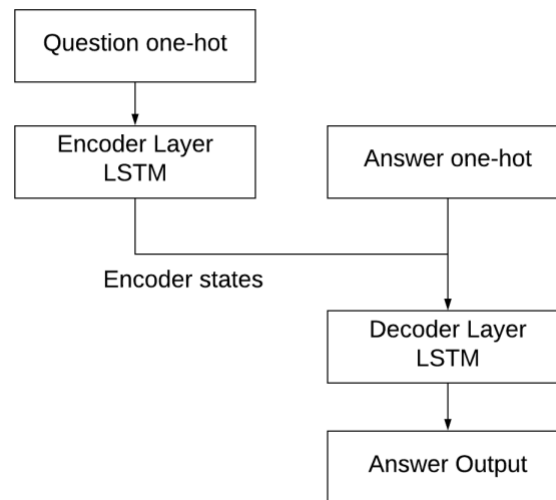 Question one-hot
Encoder Layer
LSTM
Answer one-hot
Encoder states
Decoder Layer
LSTM
Answer Output